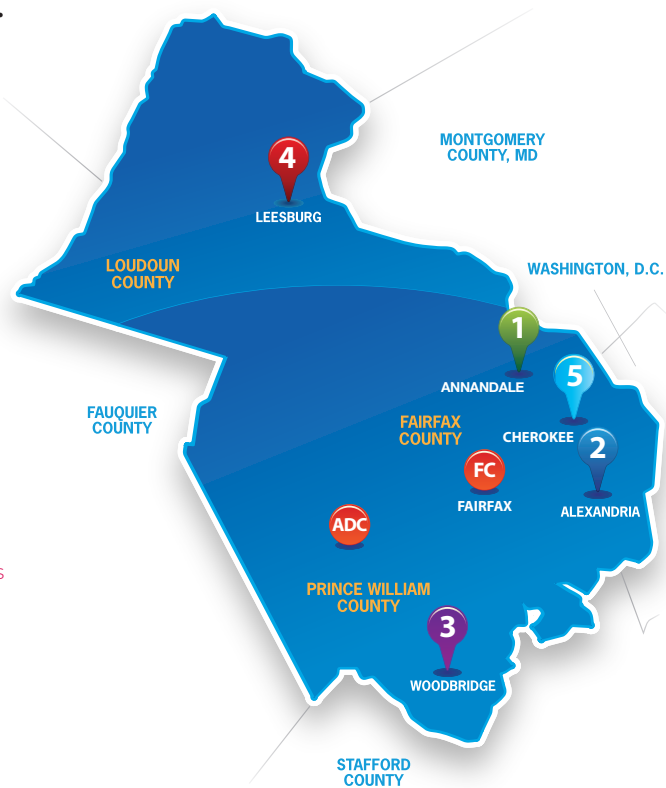 4
MONTGOMERY
COUNTY, MD
LEESBURG
LOUDOUN
COUNTY
WASHINGTON, D.C.
1
ANNANDALE
5
FAUQUIER
COUNTY
FAIRFAX
COUNTY
CHEROKEE
2
FC
FAIRFAX
ALEXANDRIA
ADC
S
PRINCE WILLIAM
COUNTY
3
WOODBRIDGE
STAFFORD
COUNTY